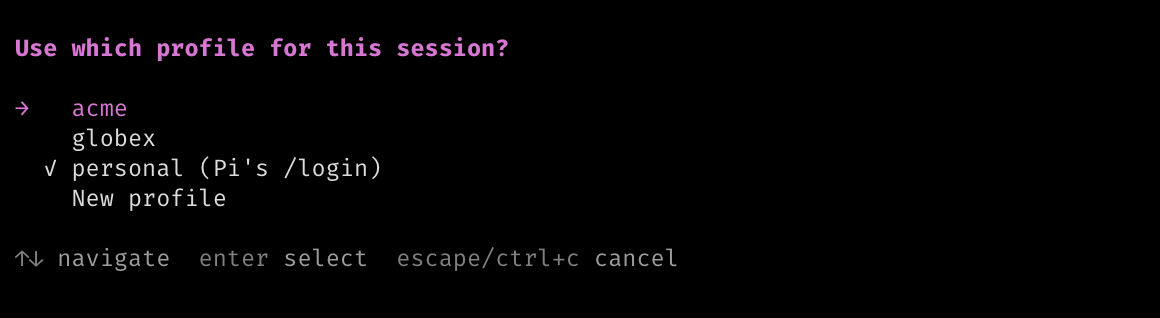 Use which profile for this session?
→ acme
globex
✓ personal (Pi's /login)
New profile
↑↓ navigate enter select escape/ctrl+c cancel